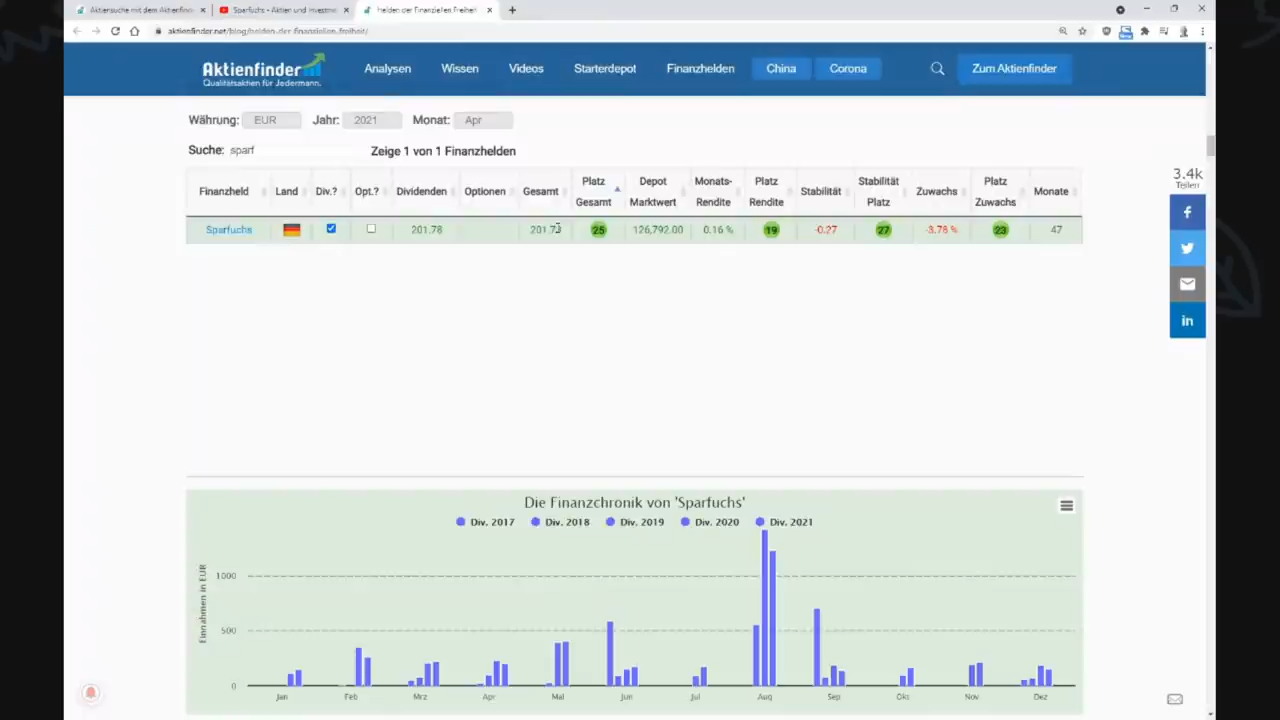 Aktiensuche mit dem Aktienfind
Sparfuchs - Aktien und Investme
Helden der Finanziellen Freiheit
aktienfinder.net/blog/helden-der-finanziellen-freiheit/
Aktienfinder
Qualitätsaktien für Jedermann.
Analysen
Wissen
Videos
Starterdepot
Finanzhelden
China
Corona
Zum Aktienfinder
Währung: EUR Jahr: 2021 Monat: Apr
Suche: sparf Zeige 1 von 1 Finanzhelden
Finanzheld Land Div.? Opt.? Dividenden Optionen Gesamt Platz Gesamt Depot Marktwert Monats-Rendite Platz Rendite Stabilität Stabilität Platz Zuwachs Platz Zuwachs Monate
Sparfuchs 201.78 201.78 25 126,792.00 0.16 % 19 -0.27 27 -3.78 % 23 47
3.4k
Teilen
Die Finanzchronik von 'Sparfuchs'
Div. 2017 Div. 2018 Div. 2019 Div. 2020 Div. 2021
Einnahmen in EUR
1000
500
0
Jan Feb Mrz Apr Mai Jun Jul Aug Sep Okt Nov Dez